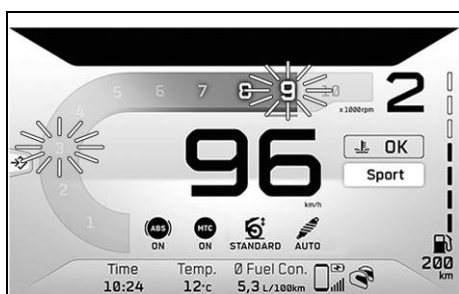 5 6 7 8 9 10
x1000rpm
2
4
3
2
1
96
km/h
OK
Sport
ABS
ON
MTC
ON
STANDARD
AUTO
Time
10:24
Temp.
12°C
Ø Fuel Con.
5,3 L/100km
200
km